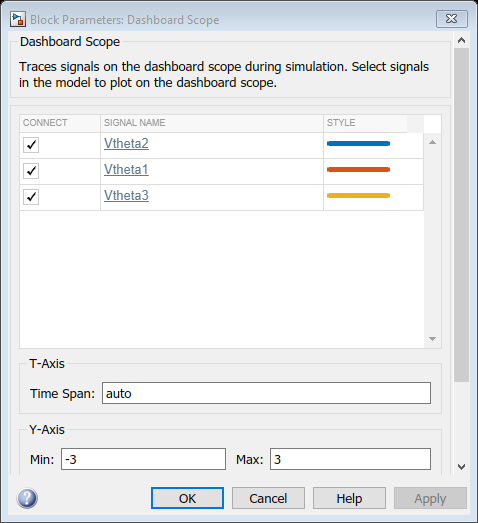 Block Parameters: Dashboard Scope
Dashboard Scope
Traces signals on the dashboard scope during simulation. Select signals
in the model to plot on the dashboard scope.
CONNECT SIGNAL NAME STYLE
Vtheta2
Vtheta1
Vtheta3
T-Axis
Time Span: auto
Y-Axis
Min: -3 Max: 3
? OK Cancel Help Apply